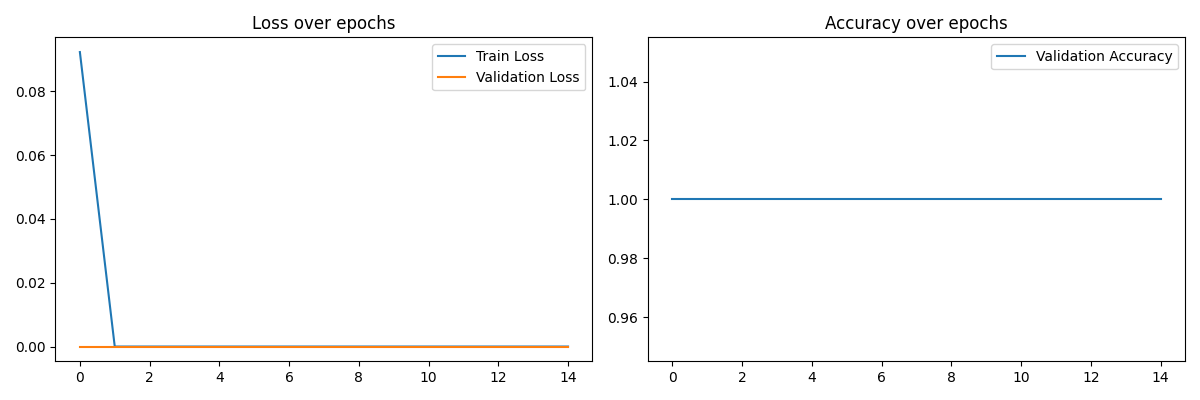 Loss over epochs
Train Loss
Validation Loss
0.08
0.06
0.04
0.02
0.00
0 2 4 6 8 10 12 14
Accuracy over epochs
Validation Accuracy
1.04
1.02
1.00
0.98
0.96
0 2 4 6 8 10 12 14